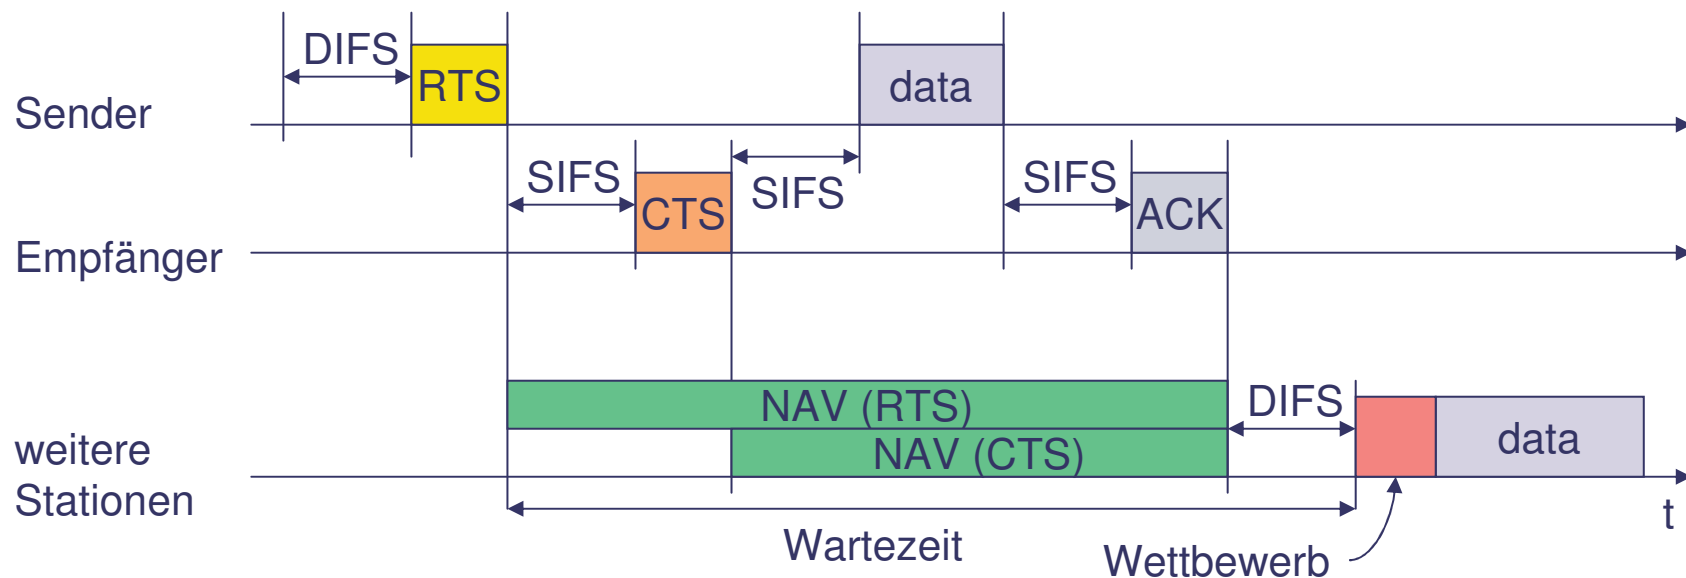 DIFS
RTS
data
Sender
SIFS
CTS
SIFS
SIFS
ACK
Empfänger
NAV (RTS)
DIFS
NAV (CTS)
data
weitere
Stationen
t
Wartezeit
Wettbewerb